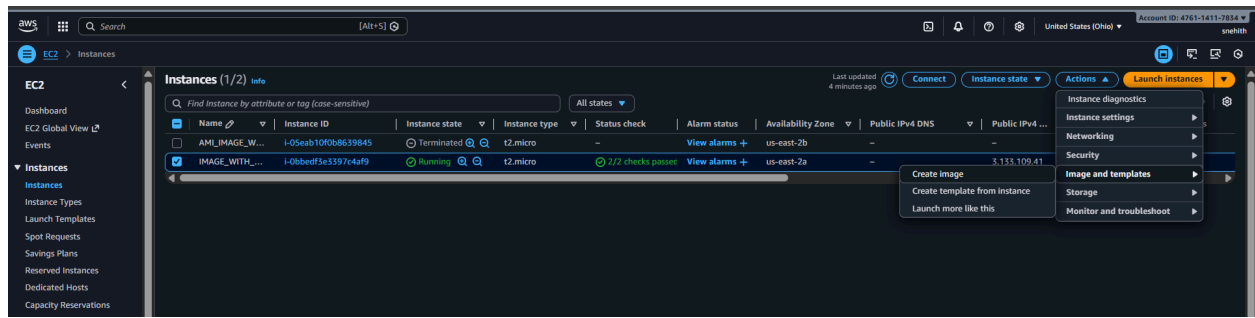 aws Search [Alt+S] United States (Ohio) Account ID: 4761-1411-7834
snehith
EC2 > Instances
EC2
Dashboard
EC2 Global View
Events
Instances
Instances
Instance Types
Launch Templates
Spot Requests
Savings Plans
Reserved Instances
Dedicated Hosts
Capacity Reservations
Instances (1/2) Info
Last updated
4 minutes ago
Connect Instance state Actions Launch instances
Find Instance by attribute or tag (case-sensitive) All states
Name Instance ID Instance state Instance type Status check Alarm status Availability Zone Public IPv4 DNS Public IPv4 ...
AMI_IMAGE_W... i-05eab10f0b8639845 Terminated t2.micro – View alarms + us-east-2b – –
IMAGE_WITH_... i-0bbedf3e3397c4af9 Running t2.micro 2/2 checks passec View alarms + us-east-2a – 3.133.109.41
Instance diagnostics
Instance settings
Networking
Security
Image and templates
Storage
Monitor and troubleshoot
Create image
Create template from instance
Launch more like this